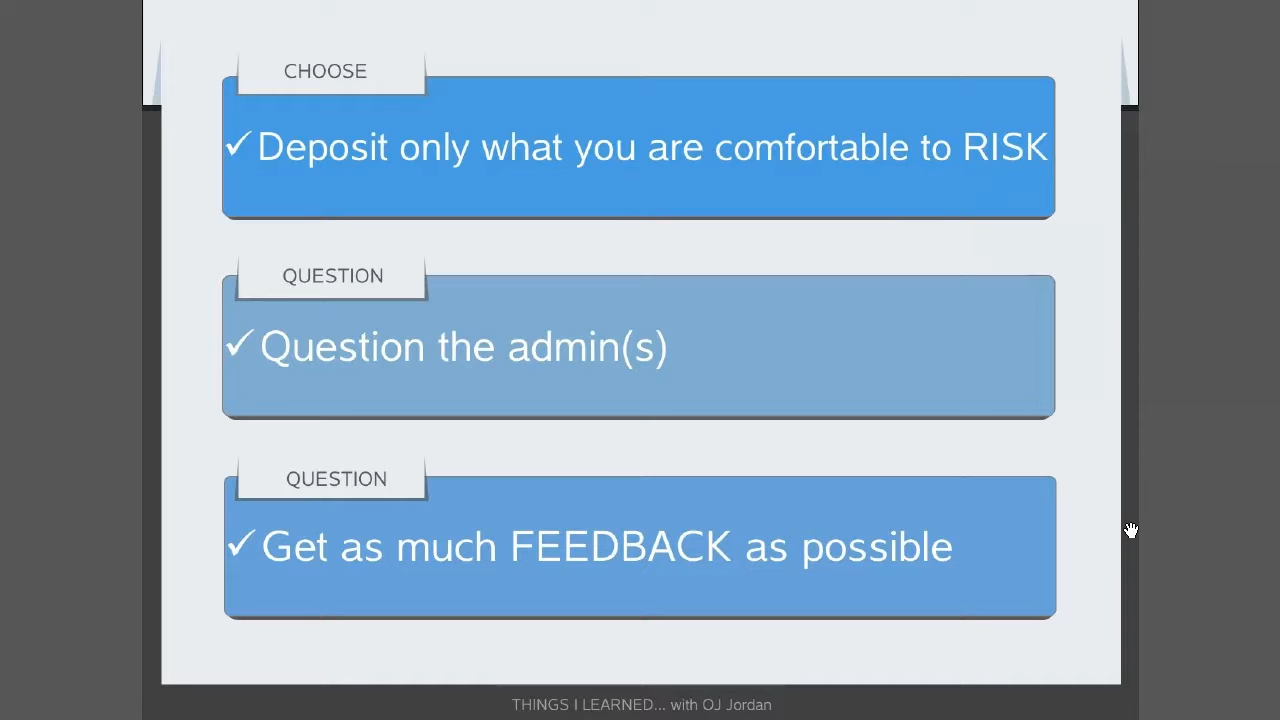 CHOOSE
✓Deposit only what you are comfortable to RISK
QUESTION
✓Question the admin(s)
QUESTION
✓Get as much FEEDBACK as possible
THINGS I LEARNED... with OJ Jordan